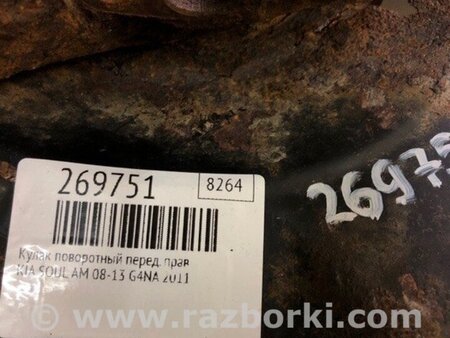 269751
8264
26975
Кулак поворотный перед. прав
KIA SOUL AM 08-13 G4NA 2011
www.razborki.com